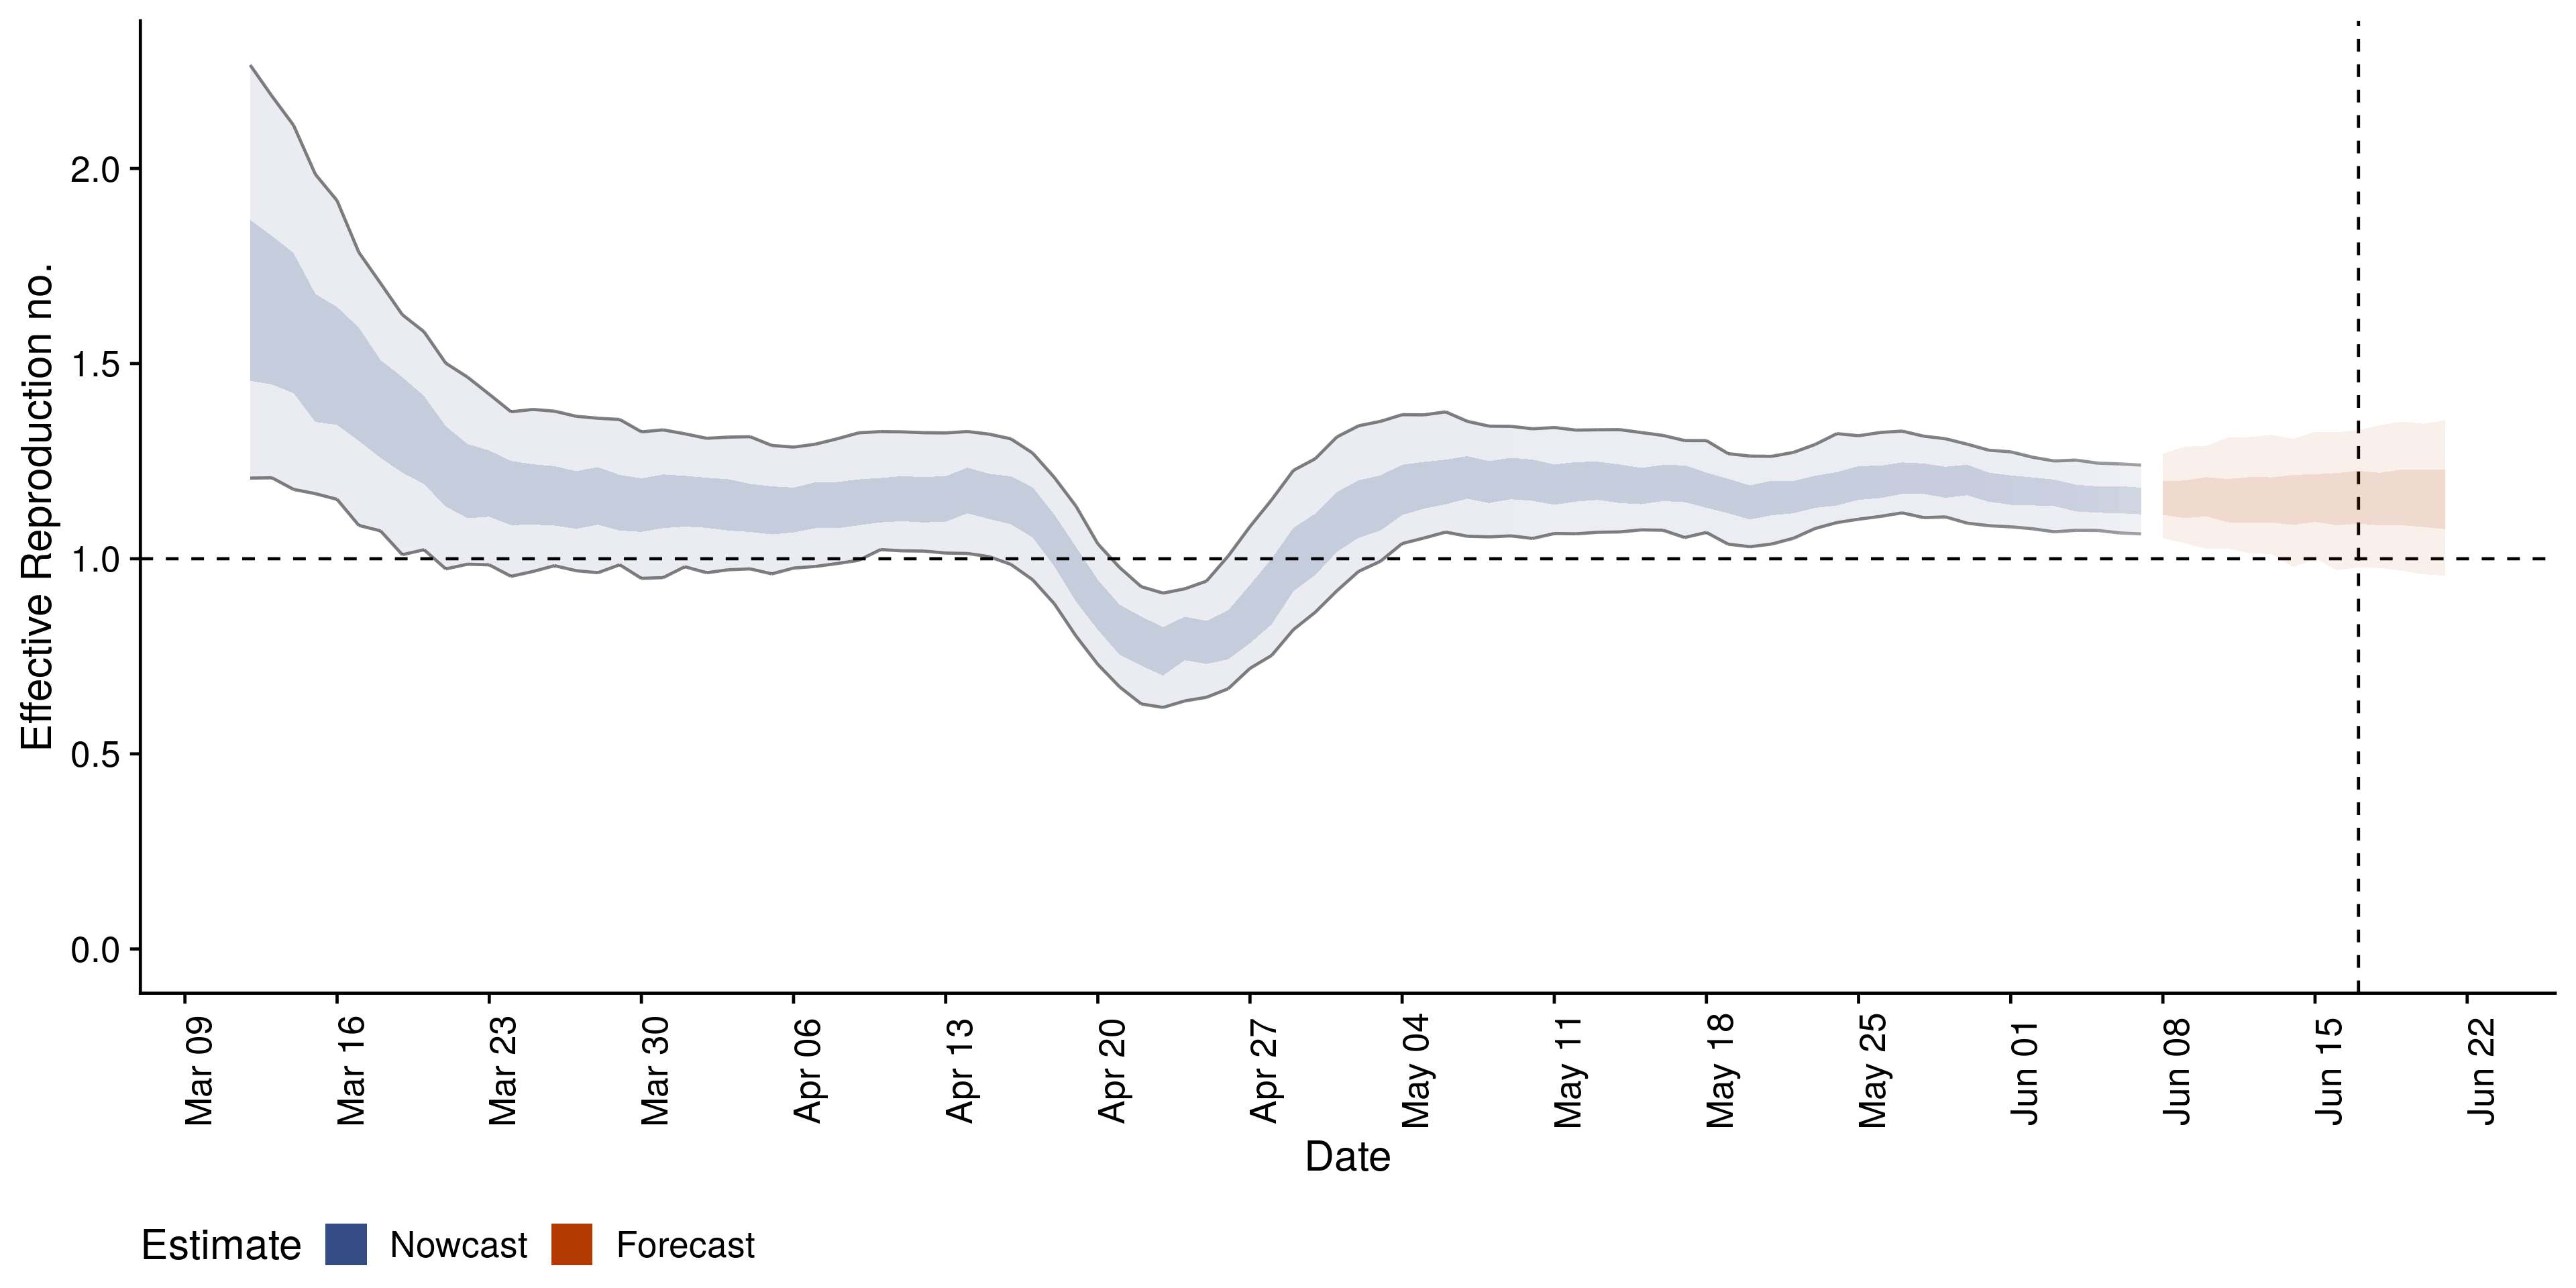 Effective Reproduction no.
2.0
1.5
1.0
0.5
0.0
Mar 09
Mar 16
Mar 23
Mar 30
Apr 06
Apr 13
Apr 20
Apr 27
May 04
May 11
May 18
May 25
Jun 01
Jun 08
Jun 15
Jun 22
Date
Estimate Nowcast Forecast